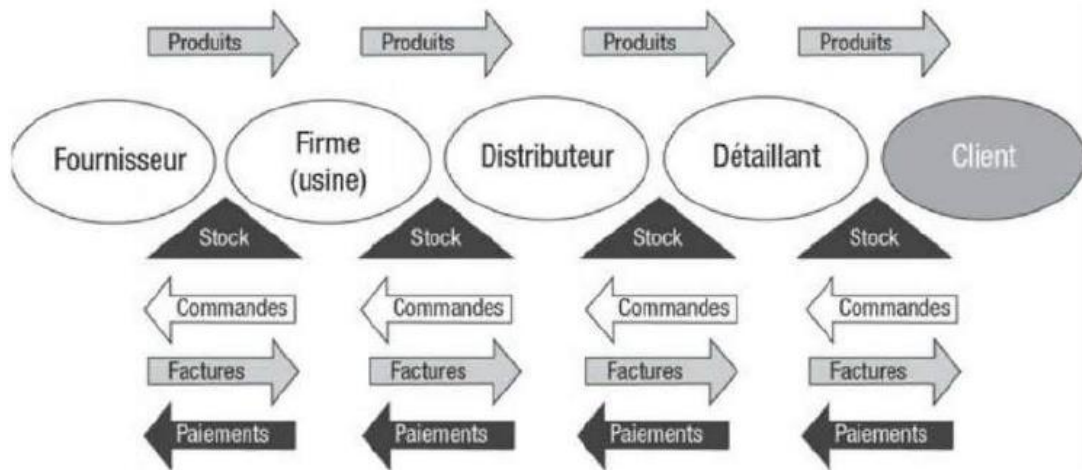 Produits Produits Produits Produits
Fournisseur Firme (usine) Distributeur Détaillant Client
Stock Stock Stock Stock
Commandes Commandes Commandes Commandes
Factures Factures Factures Factures
Paiements Paiements Paiements Paiements